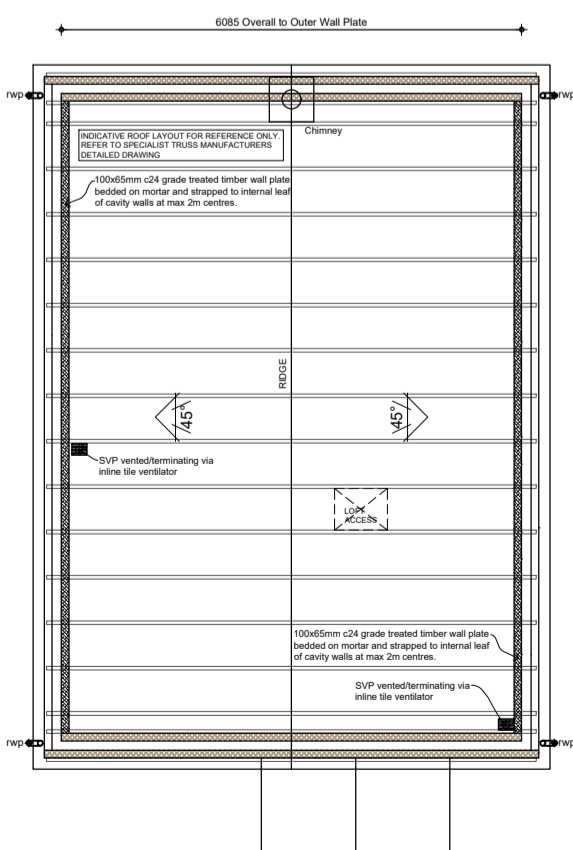 6085 Overall to Outer Wall Plate
rwp
rwp
Chimney
INDICATIVE ROOF LAYOUT FOR REFERENCE ONLY.
REFER TO SPECIALIST TRUSS MANUFACTURERS
DETAILED DRAWING
100x65mm c24 grade treated timber wall plate
bedded on mortar and strapped to internal leaf
of cavity walls at max 2m centres.
RIDGE
45°
45°
SVP vented/terminating via
inline tile ventilator
LOFT
ACCESS
100x65mm c24 grade treated timber wall plate
bedded on mortar and strapped to internal leaf
of cavity walls at max 2m centres.
SVP vented/terminating via
inline tile ventilator
rwp
rwp